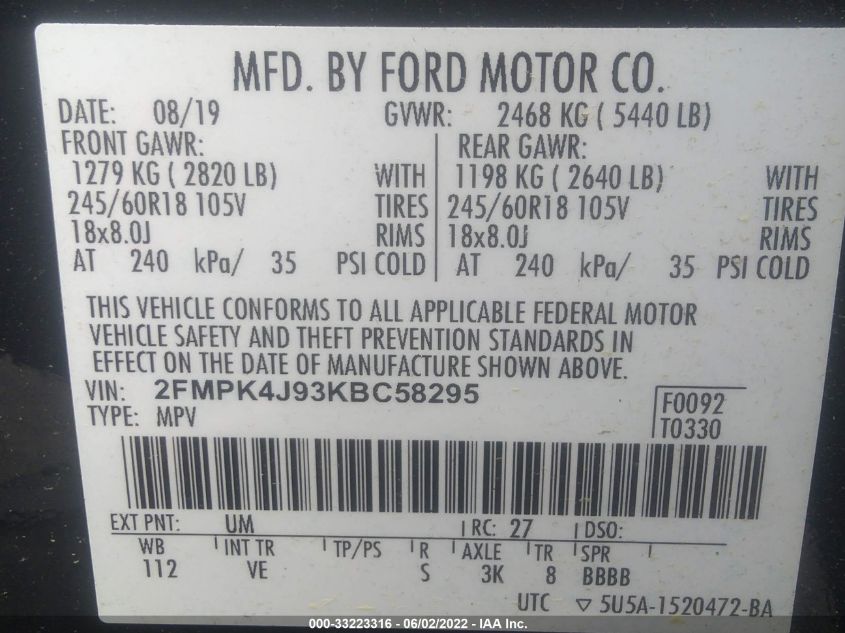 MFD. BY FORD MOTOR CO.
DATE: 08/19 GVWR: 2468 KG ( 5440 LB)
FRONT GAWR: REAR GAWR:
1279 KG ( 2820 LB) WITH 1198 KG ( 2640 LB) WITH
245/60R18 105V TIRES 245/60R18 105V TIRES
18x8.0J RIMS 18x8.0J RIMS
AT 240 kPa/ 35 PSI COLD AT 240 kPa/ 35 PSI COLD
THIS VEHICLE CONFORMS TO ALL APPLICABLE FEDERAL MOTOR
VEHICLE SAFETY AND THEFT PREVENTION STANDARDS IN
EFFECT ON THE DATE OF MANUFACTURE SHOWN ABOVE.
VIN: 2FMPK4J93KBC58295 F0092
TYPE: MPV T0330
EXT PNT: UM RC: 27 DSO:
WB INT TR TP/PS R AXLE TR SPR
112 VE S 3K 8 BBBB
UTC ▽ 5U5A-1520472-BA
000-33223316 - 06/02/2022 - IAA Inc.